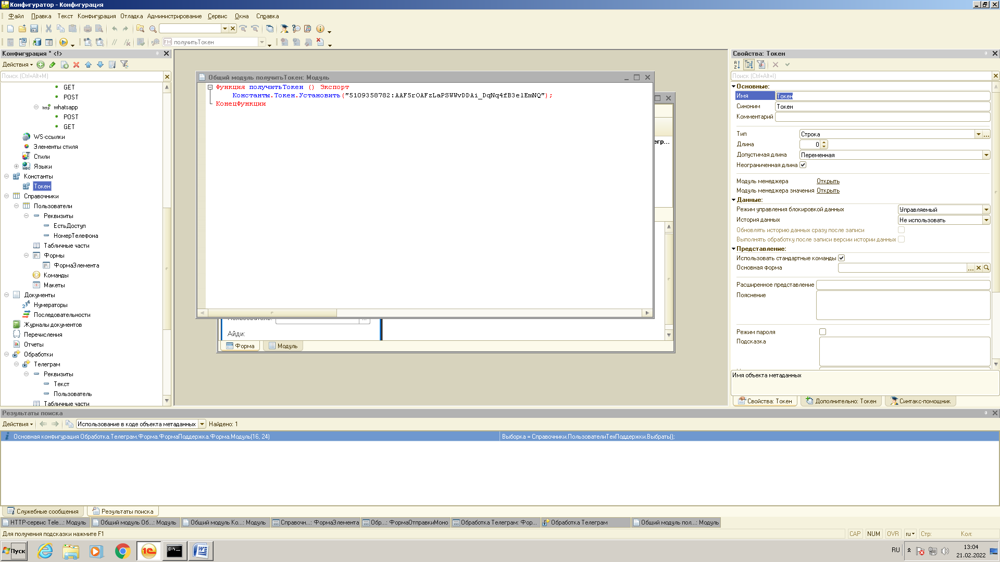 Конфигуратор - Конфигурация
Файл Правка Текст Конфигурация Отладка Администрирование Сервис Окна Справка
получитьТокен
Конфигурация * <!>
Действия
Поиск (Ctrl+Alt+M)
GET
POST
http whatsapp
POST
GET
WS-ссылки
Элементы стиля
Стили
Языки
Константы
Токен
Справочники
Пользователи
Реквизиты
ЕстьДоступ
НомерТелефона
Табличные части
Формы
ФормаЭлемента
Команды
Макеты
Документы
Нумераторы
Последовательности
Журналы документов
Перечисления
Отчеты
Обработки
Телеграм
Реквизиты
Текст
Пользователь
Табличные части
Общий модуль получитьТокен: Модуль
Функция получитьТокен () Экспорт
Константы.Токен.Установить("5109358782:AAF5rOAFzLaPSWWvDDAi_DqNq4fB3elEmNQ");
КонецФункции
егр...
Айди:
Форма Модуль
Свойства: Токен
Поиск (Ctrl+Alt+I)
Основные:
Имя Токен
Синоним Токен
Комментарий
Тип Строка
Длина 0
Допустимая длина Переменная
Неограниченная длина
Модуль менеджера Открыть
Модуль менеджера значения Открыть
Данные:
Режим управления блокировкой данных Управляемый
История данных Не использовать
Обновлять историю данных сразу после записи
Выполнять обработку после записи версии истории данных
Представление:
Использовать стандартные команды
Основная форма
Расширенное представление
Пояснение
Режим пароля
Подсказка
Имя объекта метаданных
Свойства: Токен Дополнительно: Токен Синтакс-помощник
Результаты поиска
Действия Использование в коде объекта метаданных Найдено: 1
Основная конфигурация Обработка.Телеграм.Форма.ФормаПоддержка.Форма.Модуль(16, 24) Выборка = Справочники.ПользователиТехПоддержки.Выбрать();
Служебные сообщения Результаты поиска
HTTP-сервис Tele...: Модуль Общий модуль Об...: Модуль Общий модуль Ко...: Модуль Справочн...: ФормаЭлемента Обр...: ФормаОтправкиМоно Обработка Телеграм: Фор... Обработка Телеграм Общий модуль пол...: Модуль
Для получения подсказки нажмите F1 CAP NUM OVR ru Стр: Кол:
Пуск RU 13:04
21.02.2022